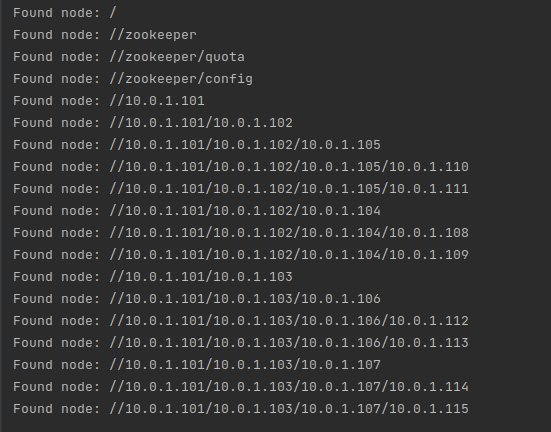 Found node: /
Found node: //zookeeper
Found node: //zookeeper/quota
Found node: //zookeeper/config
Found node: //10.0.1.101
Found node: //10.0.1.101/10.0.1.102
Found node: //10.0.1.101/10.0.1.102/10.0.1.105
Found node: //10.0.1.101/10.0.1.102/10.0.1.105/10.0.1.110
Found node: //10.0.1.101/10.0.1.102/10.0.1.105/10.0.1.111
Found node: //10.0.1.101/10.0.1.102/10.0.1.104
Found node: //10.0.1.101/10.0.1.102/10.0.1.104/10.0.1.108
Found node: //10.0.1.101/10.0.1.102/10.0.1.104/10.0.1.109
Found node: //10.0.1.101/10.0.1.103
Found node: //10.0.1.101/10.0.1.103/10.0.1.106
Found node: //10.0.1.101/10.0.1.103/10.0.1.106/10.0.1.112
Found node: //10.0.1.101/10.0.1.103/10.0.1.106/10.0.1.113
Found node: //10.0.1.101/10.0.1.103/10.0.1.107
Found node: //10.0.1.101/10.0.1.103/10.0.1.107/10.0.1.114
Found node: //10.0.1.101/10.0.1.103/10.0.1.107/10.0.1.115